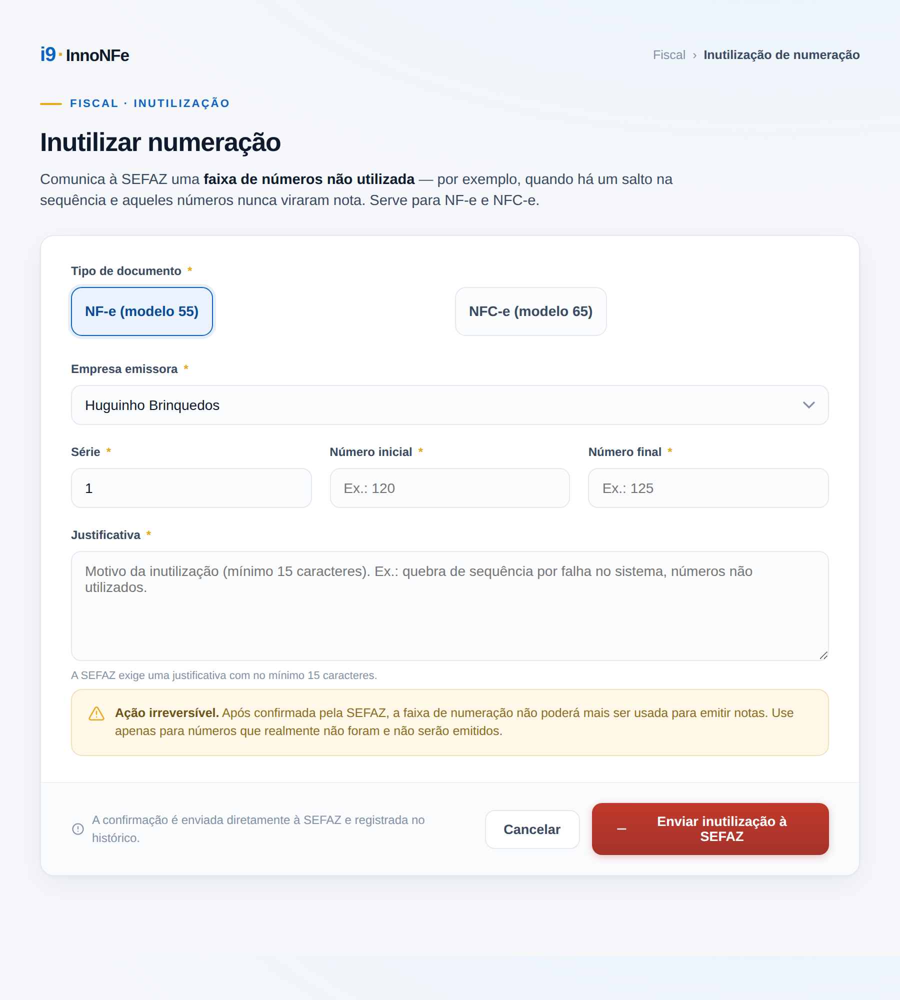 i9·InnoNFe
Fiscal › Inutilização de numeração
FISCAL · INUTILIZAÇÃO
Inutilizar numeração
Comunica à SEFAZ uma faixa de números não utilizada — por exemplo, quando há um salto na
sequência e aqueles números nunca viraram nota. Serve para NF-e e NFC-e.
Tipo de documento *
NF-e (modelo 55)
NFC-e (modelo 65)
Empresa emissora *
Huguinho Brinquedos
Série *
Número inicial *
Número final *
1
Ex.: 120
Ex.: 125
Justificativa *
Motivo da inutilização (mínimo 15 caracteres). Ex.: quebra de sequência por falha no sistema, números não
utilizados.
A SEFAZ exige uma justificativa com no mínimo 15 caracteres.
Ação irreversível. Após confirmada pela SEFAZ, a faixa de numeração não poderá mais ser usada para emitir notas. Use
apenas para números que realmente não foram e não serão emitidos.
A confirmação é enviada diretamente à SEFAZ e registrada no
histórico.
Cancelar
Enviar inutilização à
SEFAZ